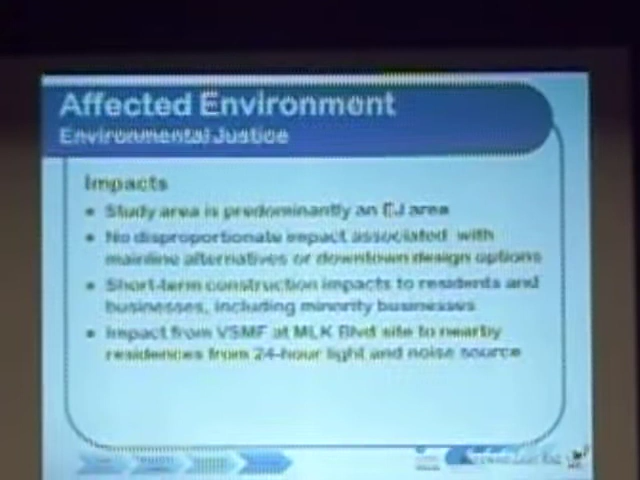 Affected Environment
Environmental Justice
Impacts
• Study area is predominantly an EJ area
• No disproportionate impact associated with
mainline alternatives or downtown design options
• Short-term construction impacts to residents and
businesses, including minority businesses
• Impact from VSMF at MLK Blvd site to nearby
residences from 24-hour light and noise source